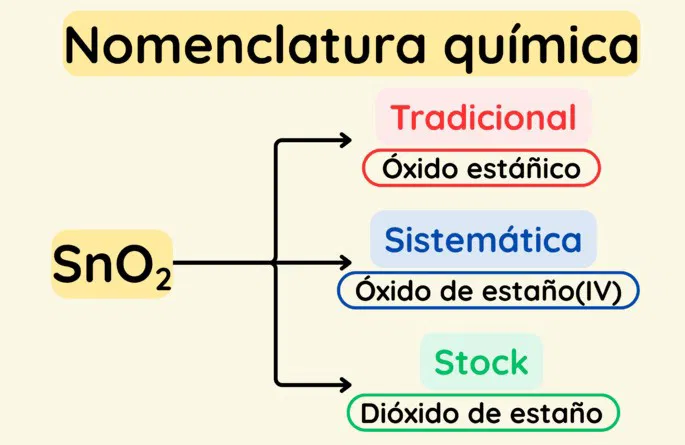 Nomenclatura química
Tradicional
Óxido estáñico
SnO₂
Sistemática
Óxido de estaño(IV)
Stock
Dióxido de estaño